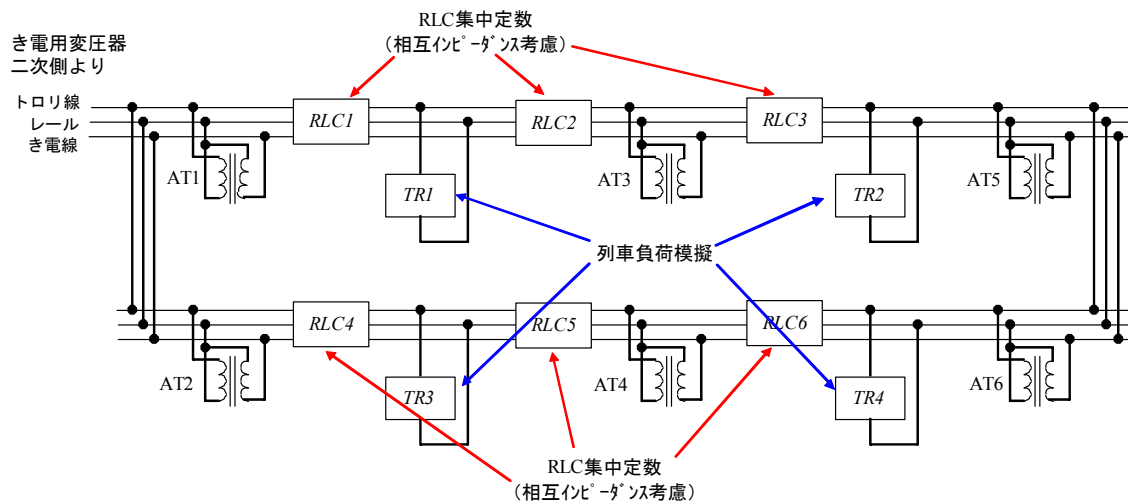 RLC集中定数
（相互ｲﾝﾋﾟｰﾀﾞﾝｽ考慮）
き電用変圧器
二次側より
トロリ線
レール
き電線
RLC1
RLC2
RLC3
AT1
TR1
AT3
TR2
AT5
列車負荷模擬
RLC4
RLC5
RLC6
AT2
TR3
AT4
TR4
AT6
RLC集中定数
（相互ｲﾝﾋﾟｰﾀﾞﾝｽ考慮）